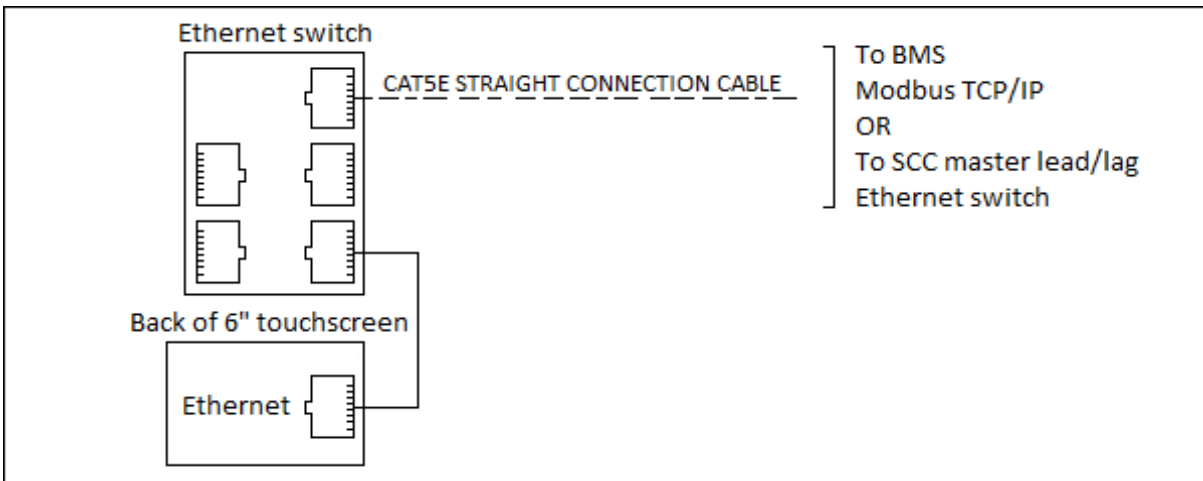 Ethernet switch
CAT5E STRAIGHT CONNECTION CABLE
To BMS
Modbus TCP/IP
OR
To SCC master lead/lag
Ethernet switch
Back of 6" touchscreen
Ethernet